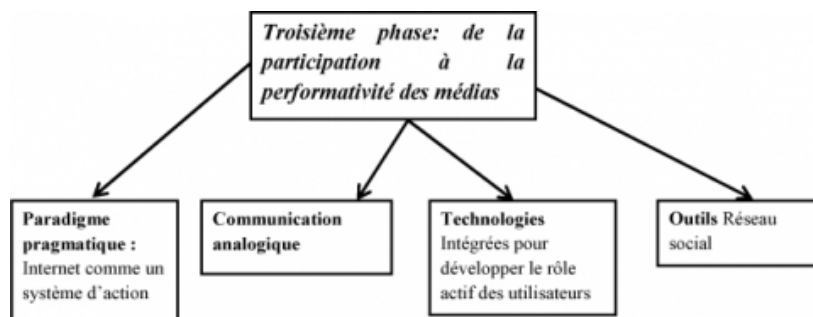 Troisième phase: de la
participation à la
performativité des médias
Paradigme
pragmatique :
Internet comme un
système d'action
Communication
analogique
Technologies
Intégrées pour
développer le rôle
actif des utilisateurs
Outils Réseau
social